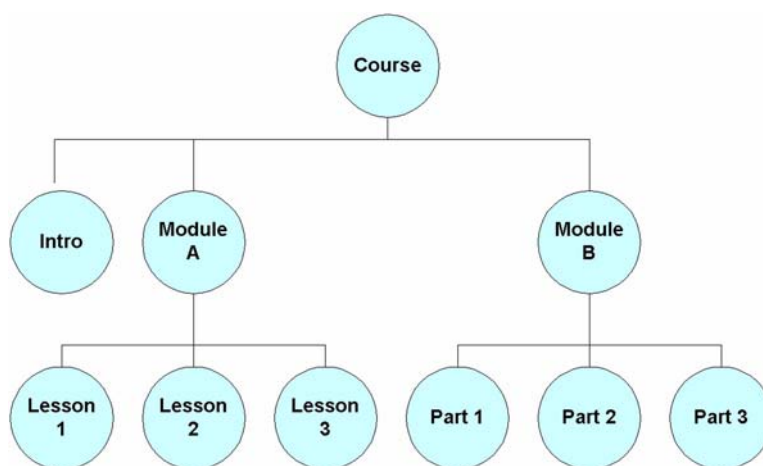 Course
Intro
Module
A
Module
B
Lesson
1
Lesson
2
Lesson
3
Part 1
Part 2
Part 3